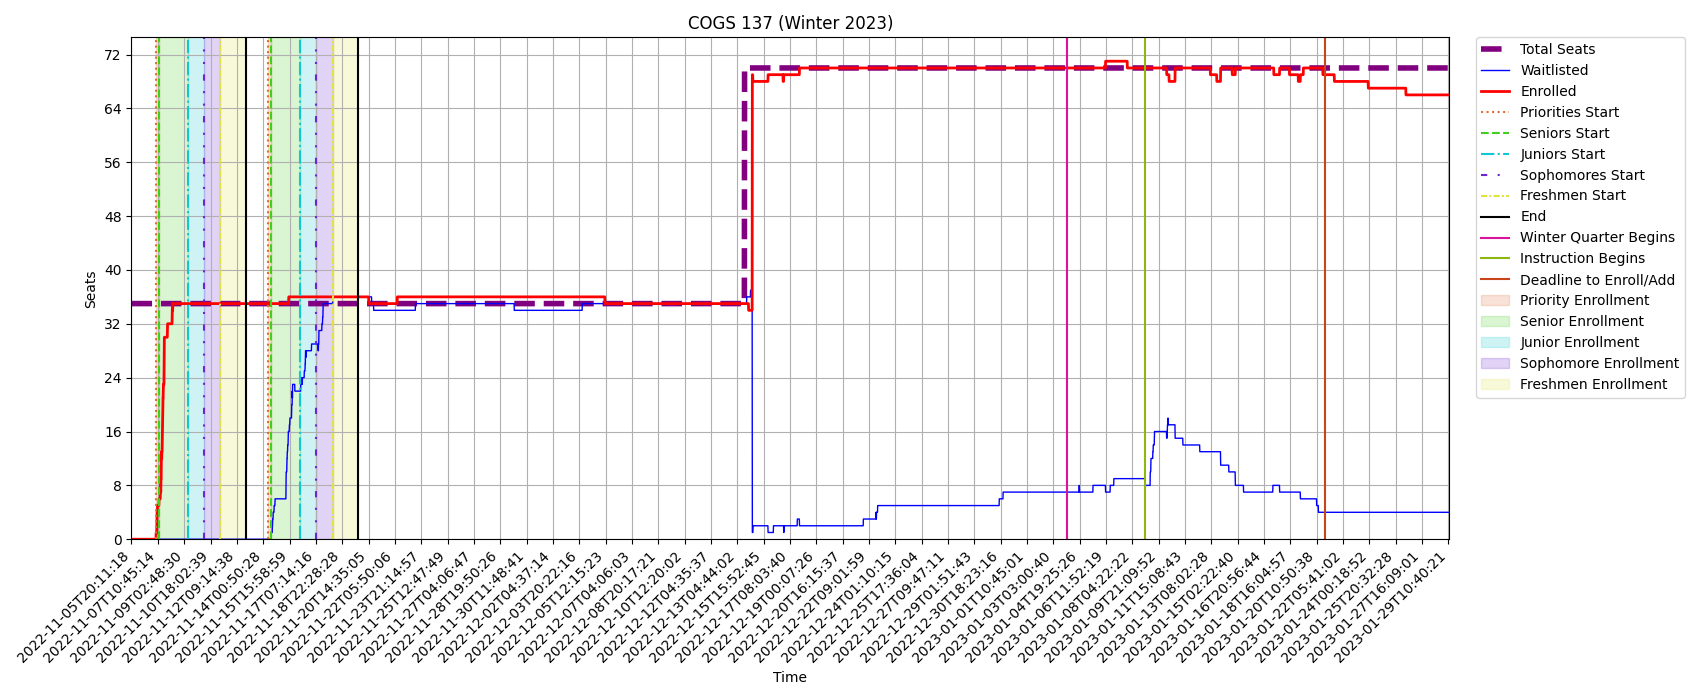 COGS 137 (Winter 2023)
Seats
72
64
56
48
40
32
24
16
8
0
2022-11-05T20:11:18
2022-11-07T10:45:14
2022-11-09T02:48:30
2022-11-10T18:02:39
2022-11-12T09:14:38
2022-11-14T00:50:28
2022-11-15T15:58:59
2022-11-17T07:14:16
2022-11-18T22:28:28
2022-11-20T14:35:05
2022-11-22T05:50:06
2022-11-23T21:14:57
2022-11-25T12:47:49
2022-11-27T04:06:47
2022-11-28T19:50:26
2022-11-30T11:48:41
2022-12-02T04:37:14
2022-12-03T20:22:16
2022-12-05T12:15:23
2022-12-07T04:06:03
2022-12-08T20:17:21
2022-12-10T12:20:02
2022-12-12T04:35:37
2022-12-13T04:44:02
2022-12-15T15:52:45
2022-12-17T08:03:40
2022-12-19T00:07:26
2022-12-20T16:15:37
2022-12-22T09:01:59
2022-12-24T01:10:15
2022-12-25T17:36:04
2022-12-27T09:47:11
2022-12-29T01:51:43
2022-12-30T18:23:16
2023-01-01T10:45:01
2023-01-03T03:00:40
2023-01-04T19:25:26
2023-01-06T11:52:19
2023-01-08T04:22:22
2023-01-09T21:09:52
2023-01-11T15:08:43
2023-01-13T08:02:28
2023-01-15T02:22:40
2023-01-16T20:56:44
2023-01-18T16:04:57
2023-01-20T10:50:38
2023-01-22T05:41:02
2023-01-24T00:18:52
2023-01-25T20:32:28
2023-01-27T16:09:01
2023-01-29T10:40:21
Time
Total Seats
Waitlisted
Enrolled
Priorities Start
Seniors Start
Juniors Start
Sophomores Start
Freshmen Start
End
Winter Quarter Begins
Instruction Begins
Deadline to Enroll/Add
Priority Enrollment
Senior Enrollment
Junior Enrollment
Sophomore Enrollment
Freshmen Enrollment